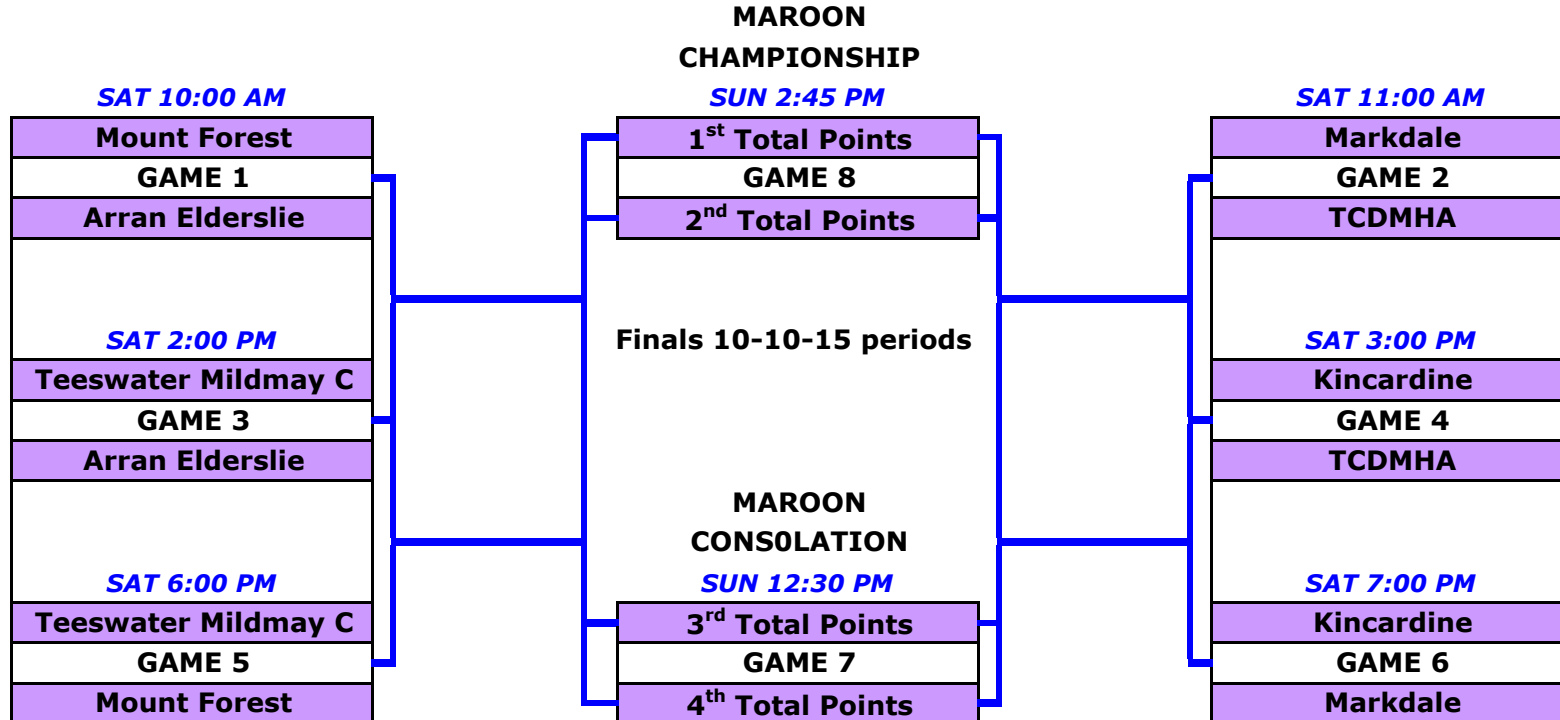 MAROON
CHAMPIONSHIP
SAT 10:00 AM
SUN 2:45 PM
SAT 11:00 AM
Mount Forest
1st Total Points
Markdale
GAME 1
GAME 8
GAME 2
Arran Elderslie
2nd Total Points
TCDMHA
SAT 2:00 PM
Finals 10-10-15 periods
SAT 3:00 PM
Teeswater Mildmay C
Kincardine
GAME 3
GAME 4
Arran Elderslie
TCDMHA
MAROON
CONS0LATION
SAT 6:00 PM
SUN 12:30 PM
SAT 7:00 PM
Teeswater Mildmay C
3rd Total Points
Kincardine
GAME 5
GAME 7
GAME 6
Mount Forest
4th Total Points
Markdale